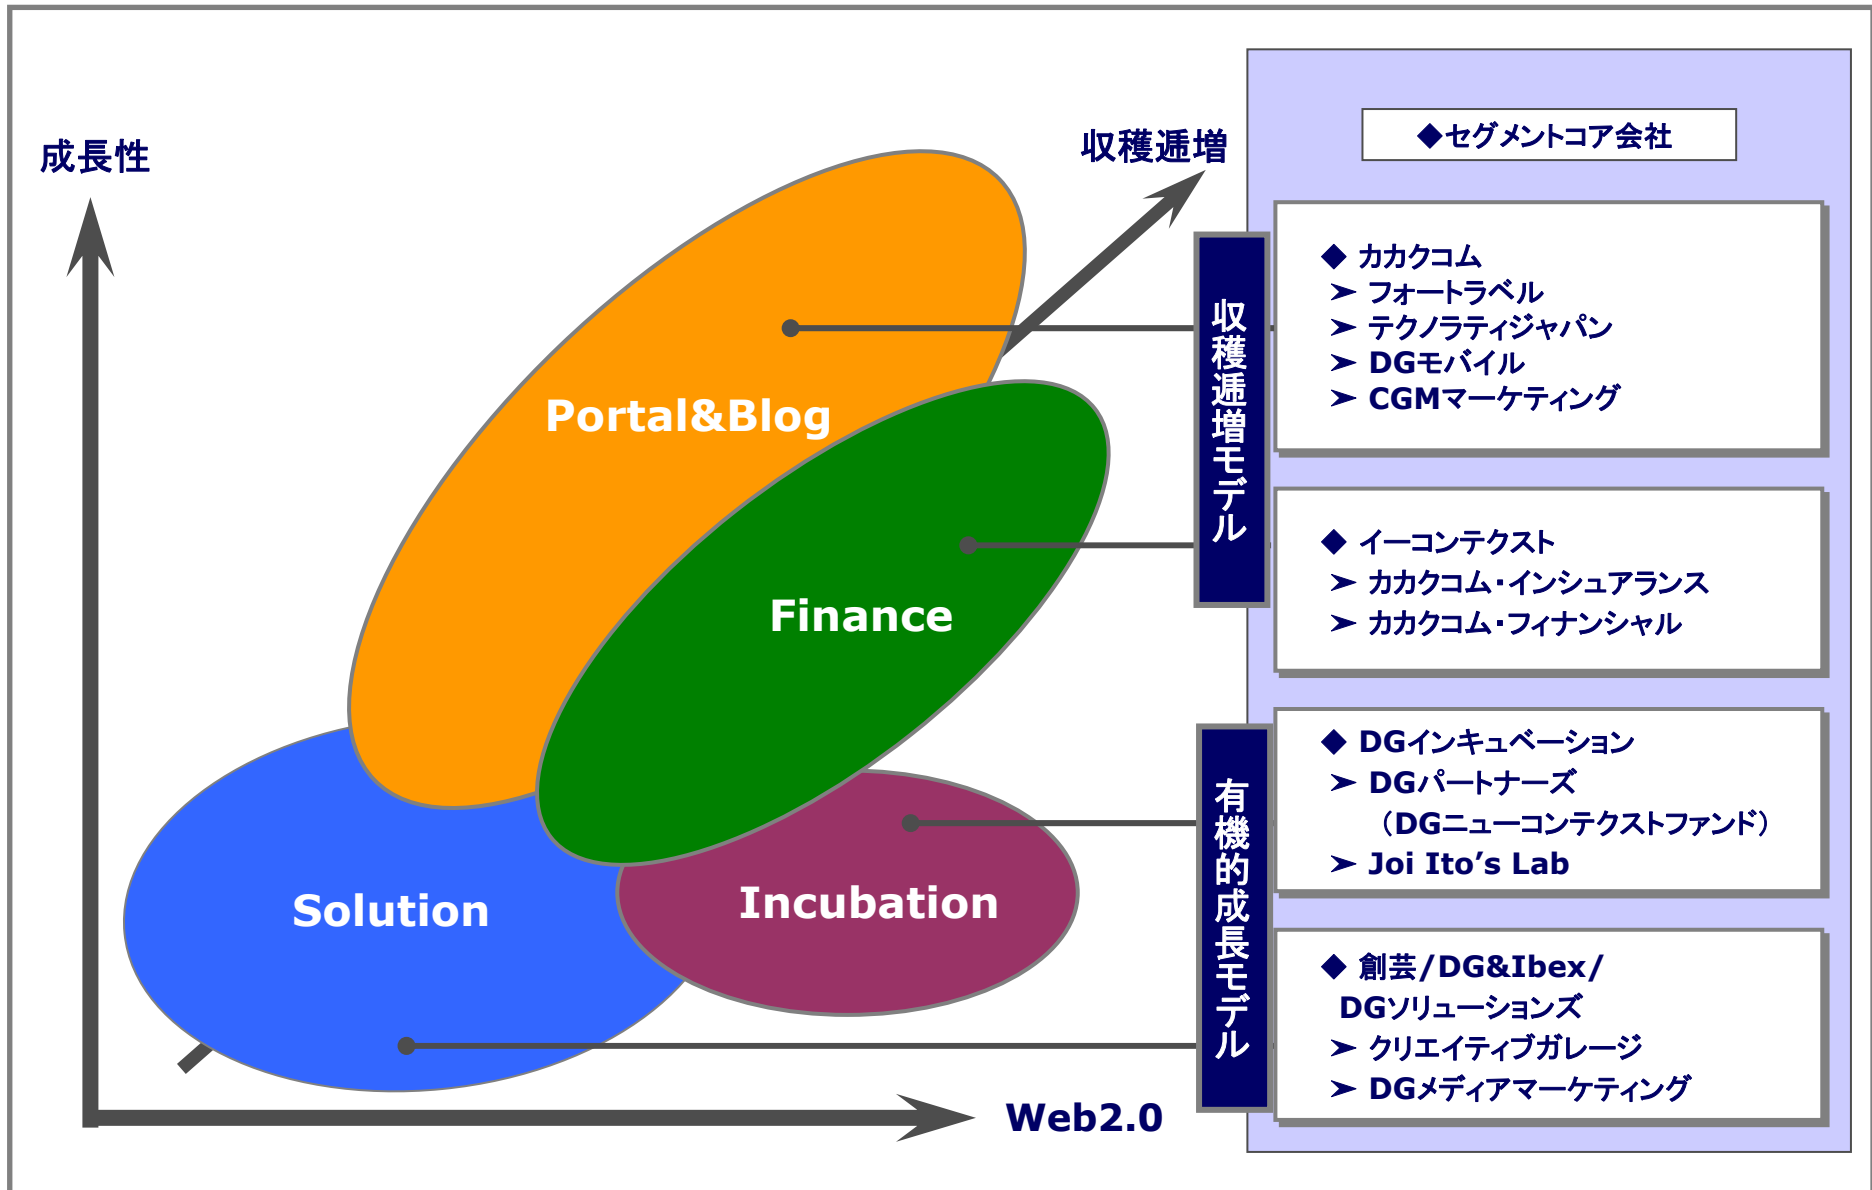 成長性
収穫逓増
Portal&Blog
Finance
Solution
Incubation
Web2.0
収穫逓増モデル
有機的成長モデル
◆セグメントコア会社
◆ カカクコム
➢ フォートラベル
➢ テクノラティジャパン
➢ DGモバイル
➢ CGMマーケティング
◆ イーコンテクスト
➢ カカクコム・インシュアランス
➢ カカクコム・フィナンシャル
◆ DGインキュベーション
➢ DGパートナーズ
（DGニューコンテクストファンド）
➢ Joi Ito’s Lab
◆ 創芸/DG&Ibex/
DGソリューションズ
➢ クリエイティブガレージ
➢ DGメディアマーケティング